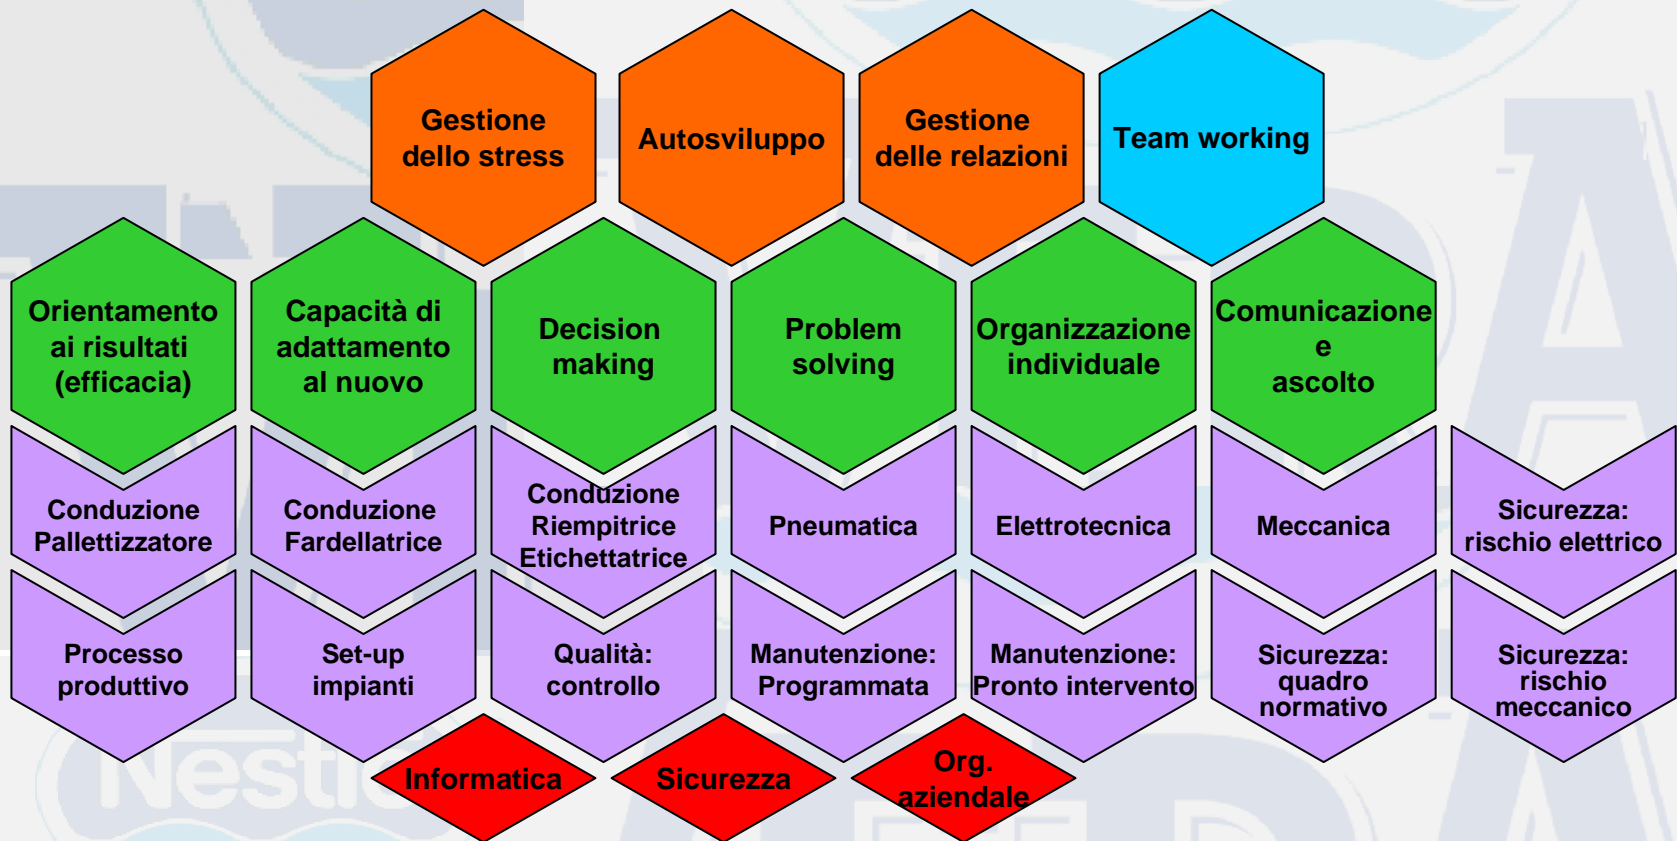 Gestione
dello stress
Autosviluppo
Gestione
delle relazioni
Team working
Orientamento
ai risultati
(efficacia)
Capacità di
adattamento
al nuovo
Decision
making
Problem
solving
Organizzazione
individuale
Comunicazione
e
ascolto
Conduzione
Pallettizzatore
Conduzione
Fardellatrice
Conduzione
Riempitrice
Etichettatrice
Pneumatica
Elettrotecnica
Meccanica
Sicurezza:
rischio elettrico
Processo
produttivo
Set-up
impianti
Qualità:
controllo
Manutenzione:
Programmata
Manutenzione:
Pronto intervento
Sicurezza:
quadro
normativo
Sicurezza:
rischio
meccanico
Informatica
Sicurezza
Org.
aziendale